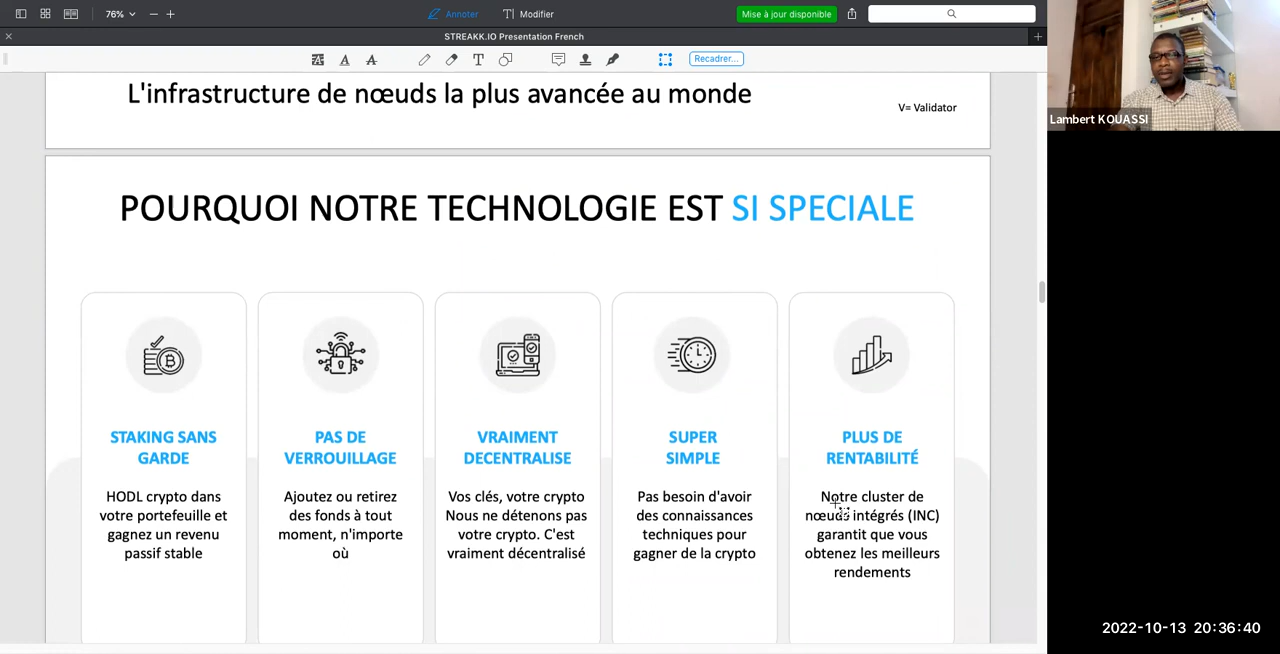 76%
Annoter
Modifier
Mise à jour disponible
STREAKK.IO Presentation French
Recadrer...
L'infrastructure de nœuds la plus avancée au monde
V= Validator
Lambert KOUASSI
POURQUOI NOTRE TECHNOLOGIE EST SI SPECIALE
STAKING SANS
GARDE
HODL crypto dans
votre portefeuille et
gagnez un revenu
passif stable
PAS DE
VERROUILLAGE
Ajoutez ou retirez
des fonds à tout
moment, n'importe
où
VRAIMENT
DECENTRALISE
Vos clés, votre crypto
Nous ne détenons pas
votre crypto. C'est
vraiment décentralisé
SUPER
SIMPLE
Pas besoin d'avoir
des connaissances
techniques pour
gagner de la crypto
PLUS DE
RENTABILITÉ
Notre cluster de
nœuds intégrés (INC)
garantit que vous
obtenez les meilleurs
rendements
2022-10-13 20:36:40